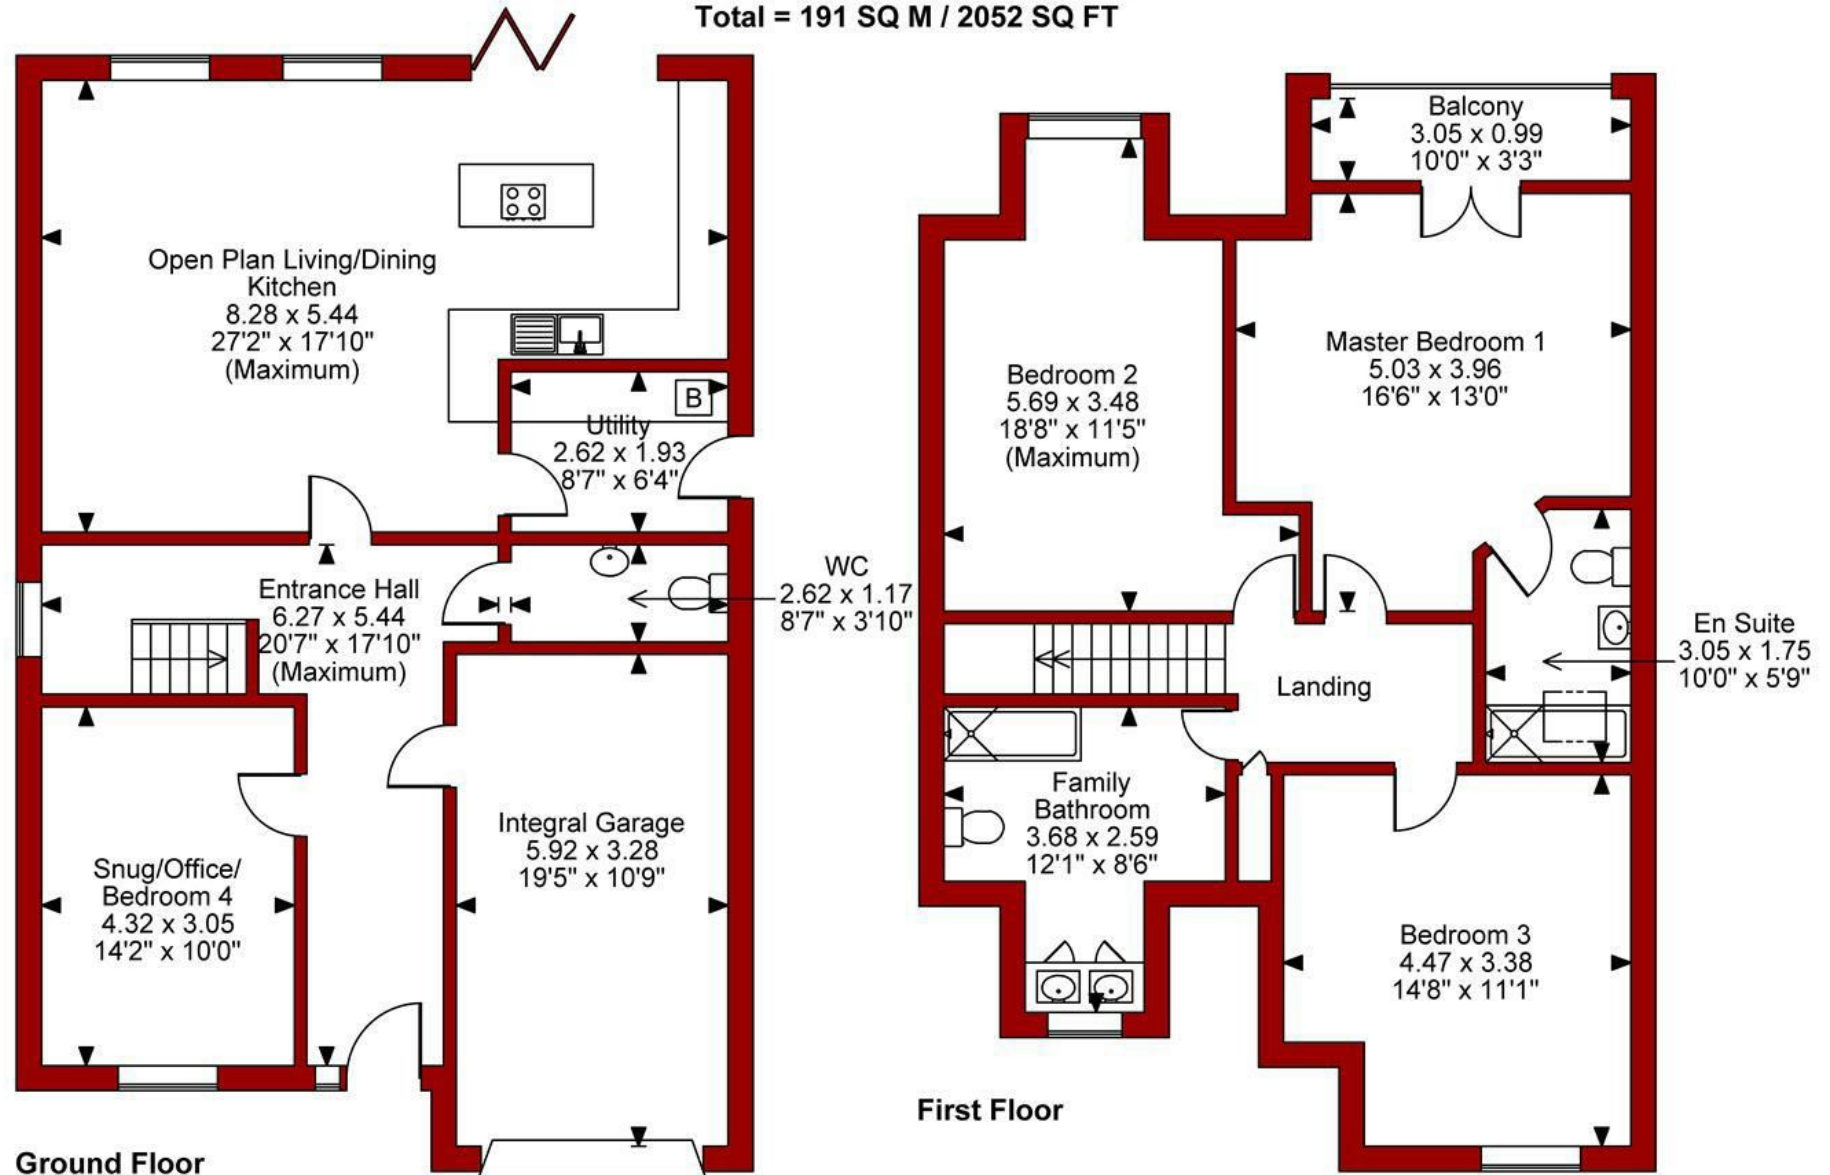 Total = 191 SQ M / 2052 SQ FT
Open Plan Living/Dining
Kitchen
8.28 x 5.44
27'2" x 17'10"
(Maximum)
B
Utility
2.62 x 1.93
8'7" x 6'4"
WC
2.62 x 1.17
8'7" x 3'10"
Entrance Hall
6.27 x 5.44
20'7" x 17'10"
(Maximum)
Integral Garage
5.92 x 3.28
19'5" x 10'9"
Snug/Office/
Bedroom 4
4.32 x 3.05
14'2" x 10'0"
Ground Floor
Balcony
3.05 x 0.99
10'0" x 3'3"
Master Bedroom 1
5.03 x 3.96
16'6" x 13'0"
Bedroom 2
5.69 x 3.48
18'8" x 11'5"
(Maximum)
En Suite
3.05 x 1.75
10'0" x 5'9"
Landing
Family
Bathroom
3.68 x 2.59
12'1" x 8'6"
Bedroom 3
4.47 x 3.38
14'8" x 11'1"
First Floor